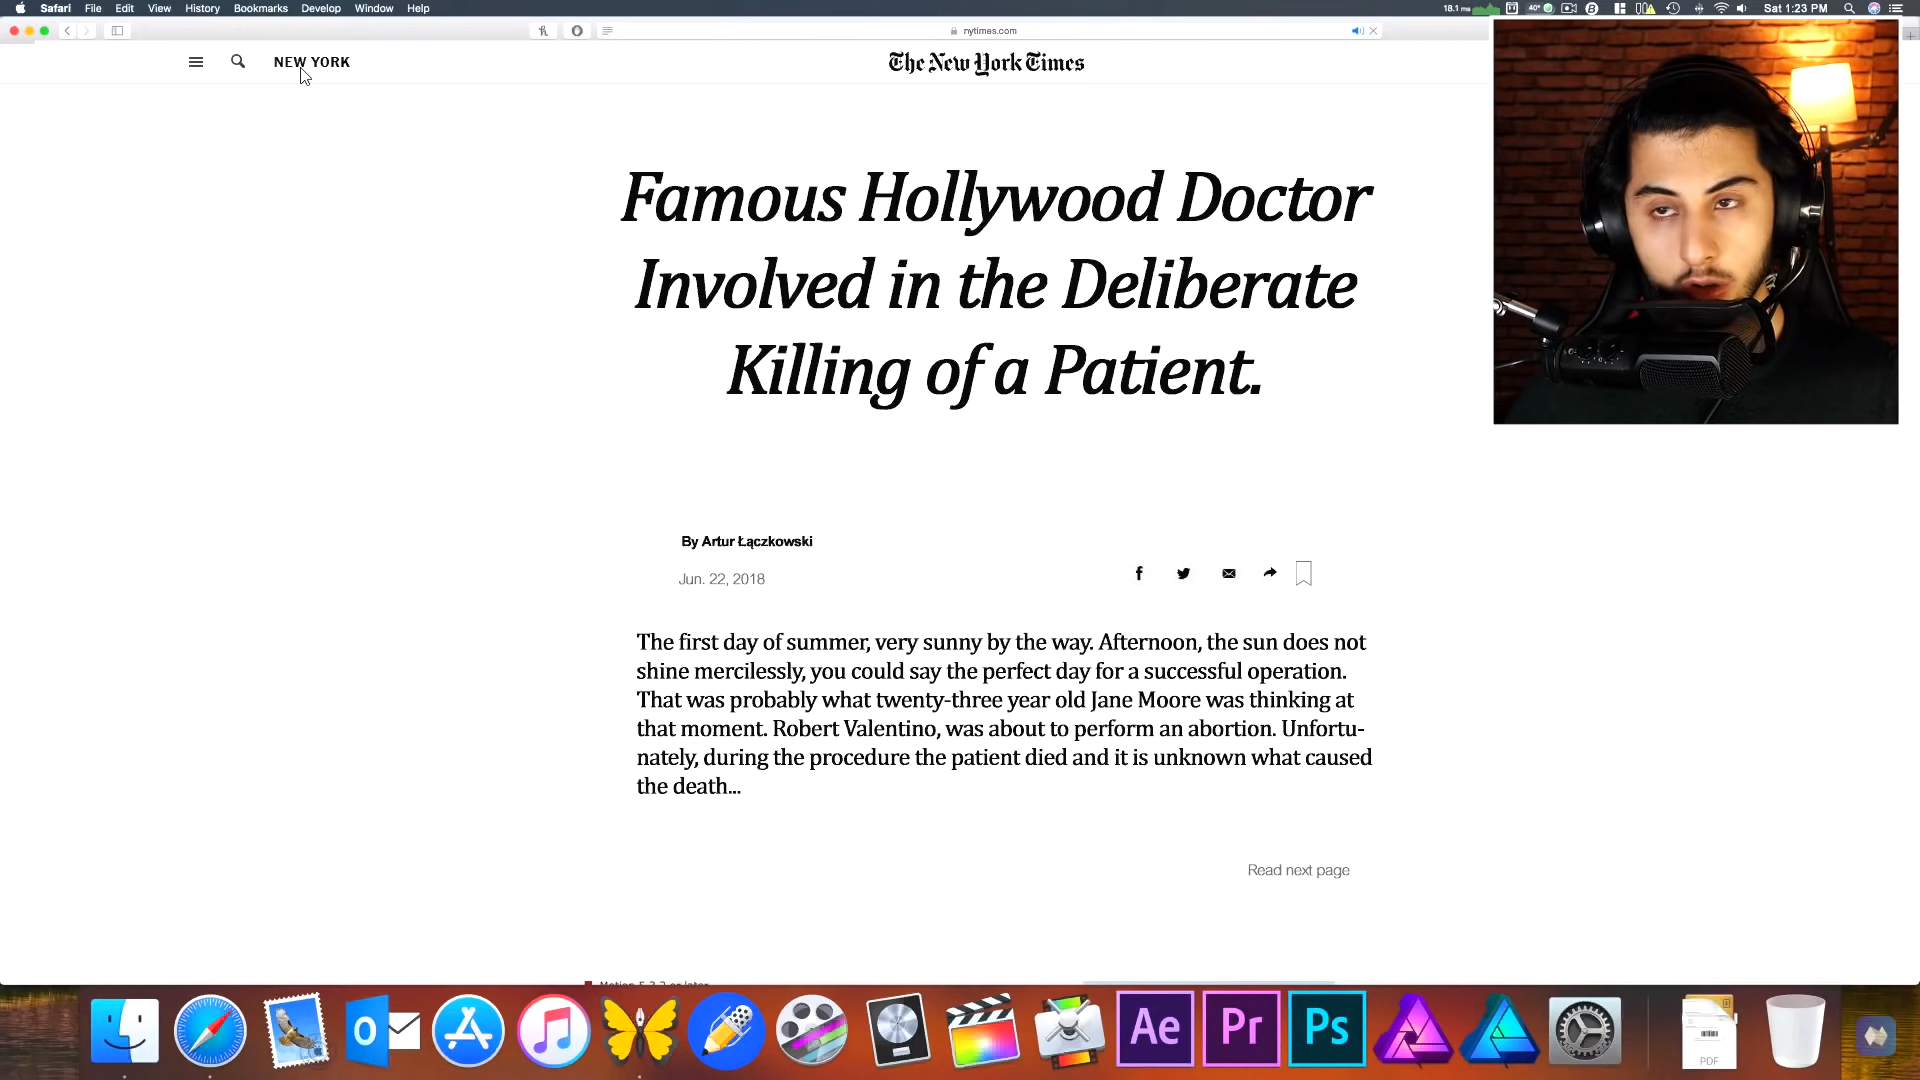 Safari File Edit View History Bookmarks Develop Window Help
18.1 ms 40° Sat 1:23 PM
nytimes.com
NEW YORK
The New York Times
Famous Hollywood Doctor
Involved in the Deliberate
Killing of a Patient.
By Artur Łączkowski
Jun. 22, 2018
The first day of summer, very sunny by the way. Afternoon, the sun does not
shine mercilessly, you could say the perfect day for a successful operation.
That was probably what twenty-three year old Jane Moore was thinking at
that moment. Robert Valentino, was about to perform an abortion. Unfortu-
nately, during the procedure the patient died and it is unknown what caused
the death...
Read next page
Ae Pr Ps
PDF